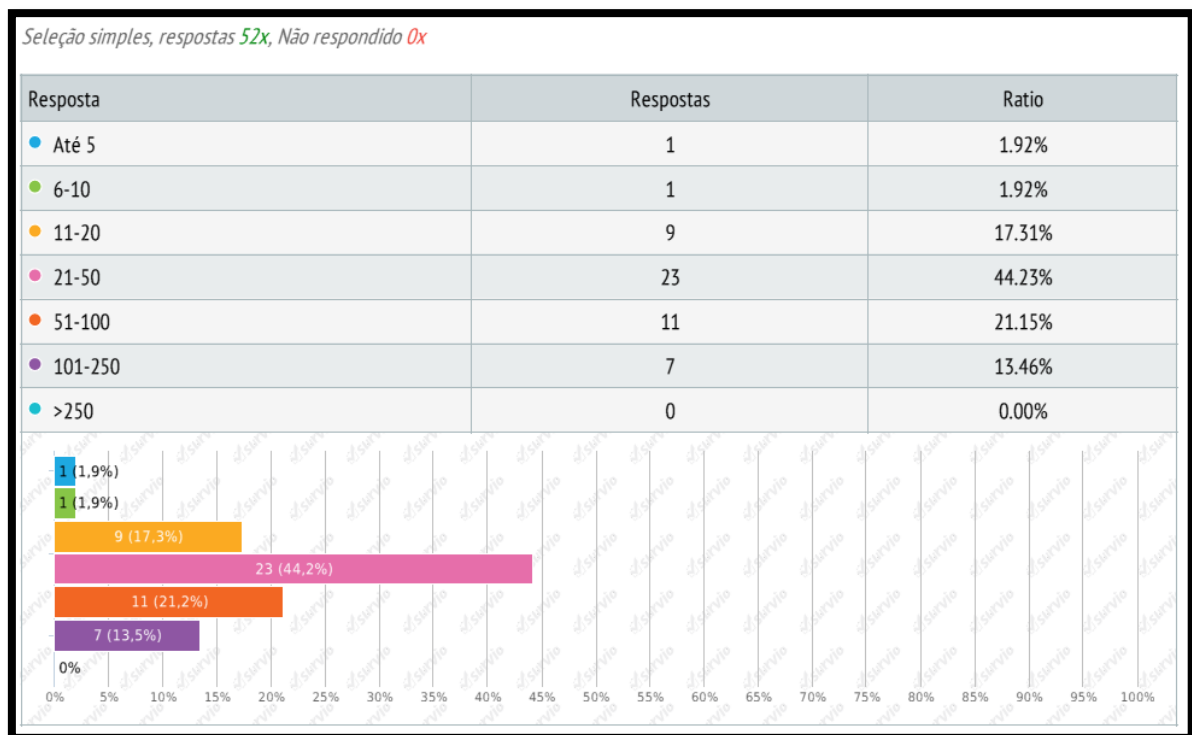 Seleção simples, respostas 52x, Não respondido 0x
Resposta Respostas Ratio
Até 5 1 1.92%
6-10 1 1.92%
11-20 9 17.31%
21-50 23 44.23%
51-100 11 21.15%
101-250 7 13.46%
>250 0 0.00%
1 (1,9%)
1 (1,9%)
9 (17,3%)
23 (44,2%)
11 (21,2%)
7 (13,5%)
0%
0% 5% 10% 15% 20% 25% 30% 35% 40% 45% 50% 55% 60% 65% 70% 75% 80% 85% 90% 95% 100%
survio